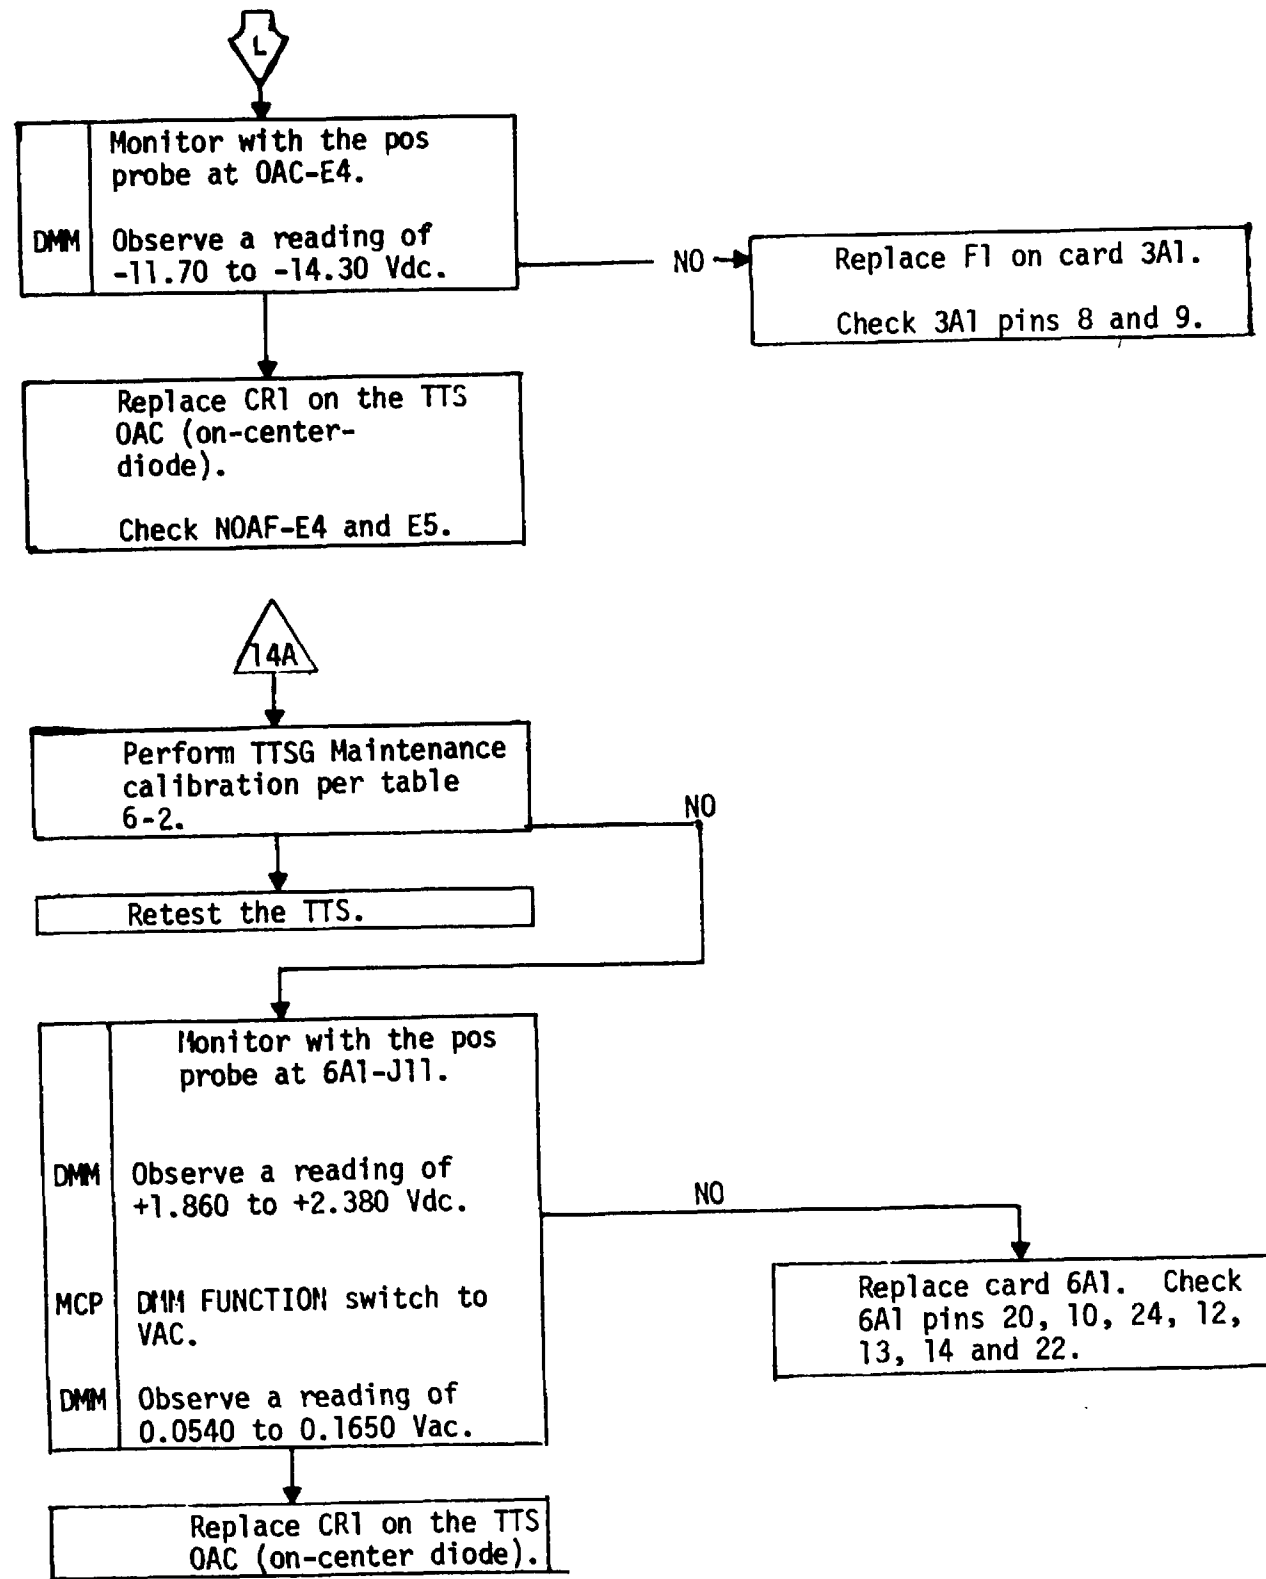 L
Monitor with the pos
probe at OAC-E4.
DMM
Observe a reading of
-11.70 to -14.30 Vdc.
NO
Replace F1 on card 3A1.
Check 3A1 pins 8 and 9.
Replace CR1 on the TTS
OAC (on-center-
diode).
Check NOAF-E4 and E5.
14A
Perform TTSG Maintenance
calibration per table
6-2.
NO
Retest the TTS.
Monitor with the pos
probe at 6A1-J11.
DMM
Observe a reading of
+1.860 to +2.380 Vdc.
NO
MCP
DMM FUNCTION switch to
VAC.
Replace card 6A1. Check
6A1 pins 20, 10, 24, 12,
13, 14 and 22.
DMM
Observe a reading of
0.0540 to 0.1650 Vac.
Replace CR1 on the TTS
OAC (on-center diode).